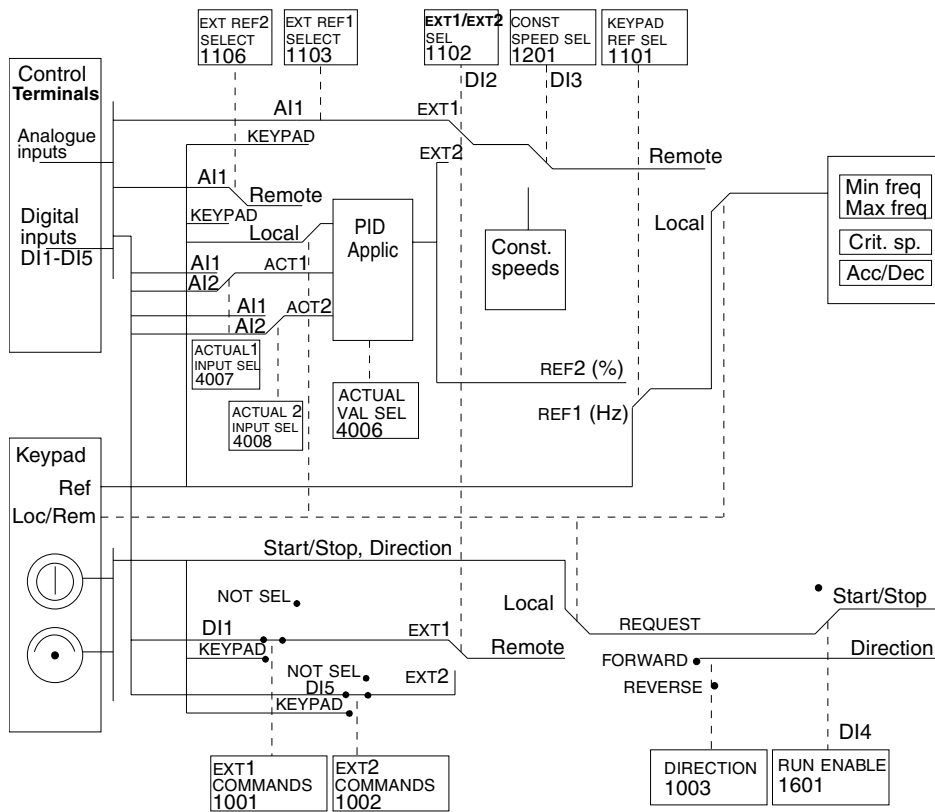 EXT REF2
SELECT
1106
EXT REF1
SELECT
1103
EXT1/EXT2
SEL
1102
CONST
SPEED SEL
1201
KEYPAD
REF SEL
1101
DI2
DI3
Control
Terminals
Analogue
inputs
Digital
inputs
DI1-DI5
AI1
EXT1
KEYPAD
EXT2
Remote
AI1
Remote
KEYPAD
Local
PID
Applic
Const.
speeds
Local
Min freq
Max freq
Crit. sp.
Acc/Dec
AI1
AI2
ACT1
AI1
AI2
ACT2
ACTUAL1
INPUT SEL
4007
ACTUAL 2
INPUT SEL
4008
ACTUAL
VAL SEL
4006
REF2 (%)
REF1 (Hz)
Keypad
Ref
Loc/Rem
Start/Stop, Direction
NOT SEL
Local
Start/Stop
DI1
EXT1
REQUEST
KEYPAD
Remote
Direction
NOT SEL
EXT2
FORWARD
DI5
REVERSE
KEYPAD
DI4
EXT1
COMMANDS
1001
EXT2
COMMANDS
1002
DIRECTION
1003
RUN ENABLE
1601